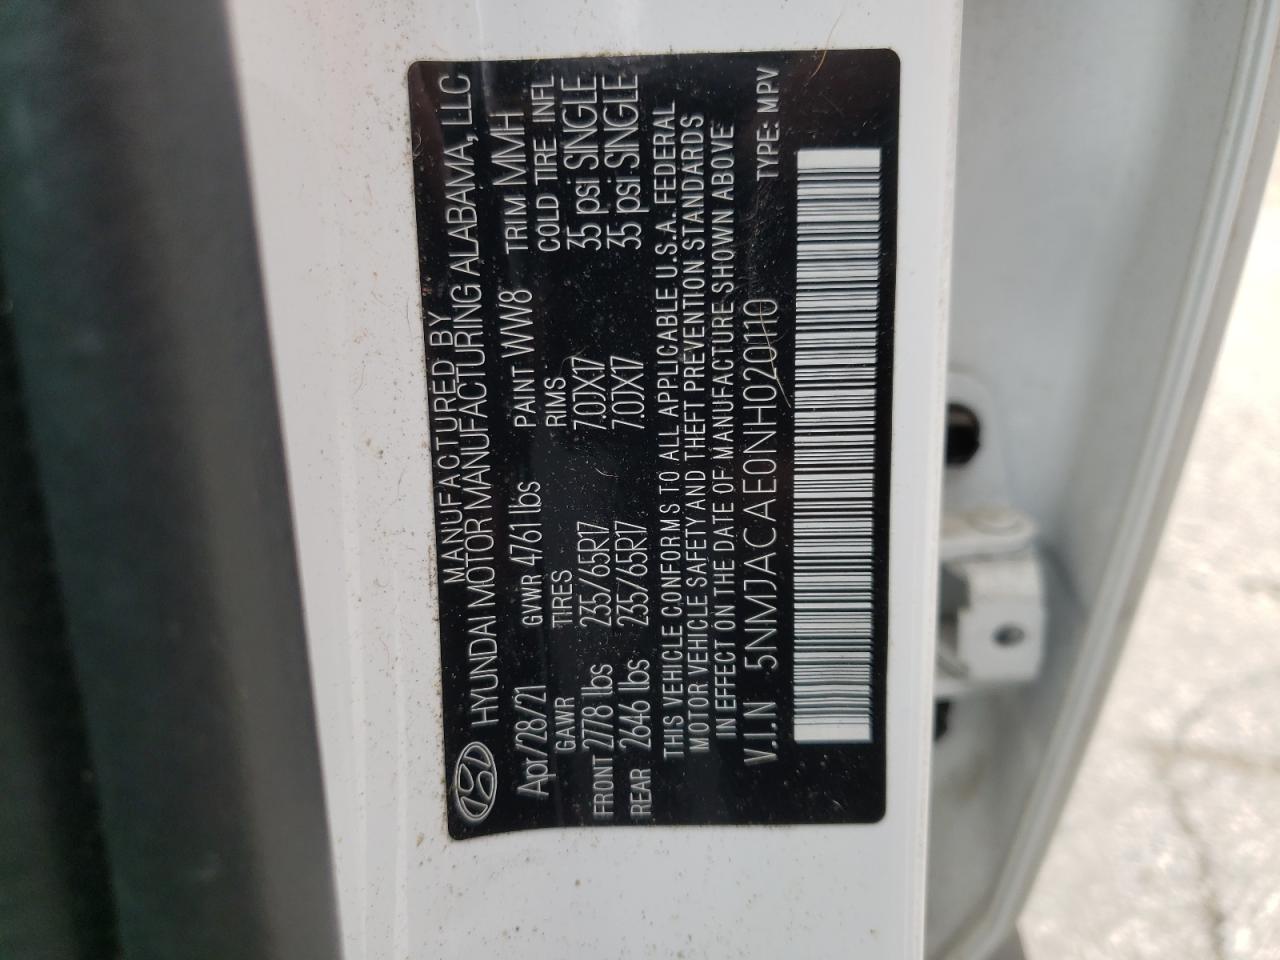 MANUFACTURED BY
HYUNDAI MOTOR MANUFACTURING ALABAMA, LLC
Apr/28/21 GVWR 4761 lbs PAINT WW8 TRIM MMH
GAWR TIRES RIMS COLD TIRE INFL
FRONT 2778 lbs 235/65R17 7.0JX17 35 psi SINGLE
REAR 2646 lbs 235/65R17 7.0JX17 35 psi SINGLE
THIS VEHICLE CONFORMS TO ALL APPLICABLE U.S.A. FEDERAL
MOTOR VEHICLE SAFETY AND THEFT PREVENTION STANDARDS
IN EFFECT ON THE DATE OF MANUFACTURE SHOWN ABOVE
V.I.N 5NMJACAE0NH020110 TYPE: MPV